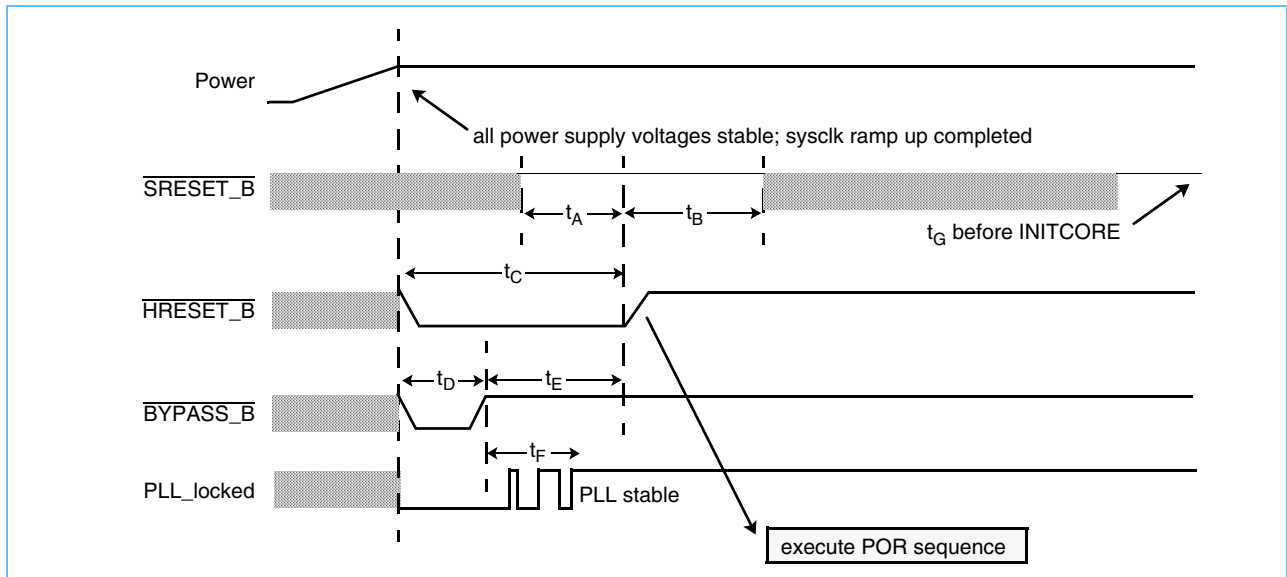 Power
all power supply voltages stable; sysclk ramp up completed
SRESET_B
tA
tB
tG before INITCORE
tC
HRESET_B
tD
tE
BYPASS_B
tF
PLL_locked
PLL stable
execute POR sequence